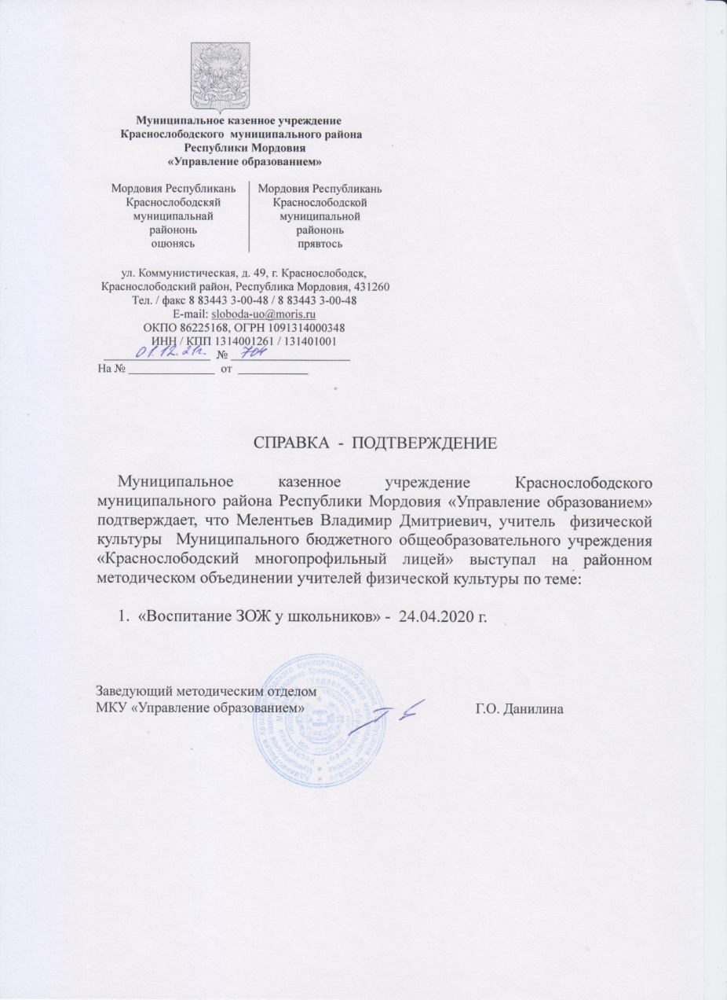 Муниципальное казенное учреждение
Краснослободского муниципального района
Республики Мордовия
«Управление образованием»
Мордовия Республикань
Краснослободскяй
муниципальнай
райононь
оцюнясь
Мордовия Республикань
Краснослободской
муниципальной
райононь
прявтось
ул. Коммунистическая, д. 49, г. Краснослободск,
Краснослободский район, Республика Мордовия, 431260
Тел. / факс 8 83443 3-00-48 / 8 83443 3-00-48
E-mail: sloboda-uo@moris.ru
ОКПО 86225168, ОГРН 1091314000348
ИНН / КПП 1314001261 / 131401001
01.12.21г. № 704
На № ______________ от ___________
СПРАВКА - ПОДТВЕРЖДЕНИЕ
Муниципальное казенное учреждение Краснослободского
муниципального района Республики Мордовия «Управление образованием»
подтверждает, что Мелентьев Владимир Дмитриевич, учитель физической
культуры Муниципального бюджетного общеобразовательного учреждения
«Краснослободский многопрофильный лицей» выступал на районном
методическом объединении учителей физической культуры по теме:
1. «Воспитание ЗОЖ у школьников» - 24.04.2020 г.
Заведующий методическим отделом
МКУ «Управление образованием» Г.О. Данилина